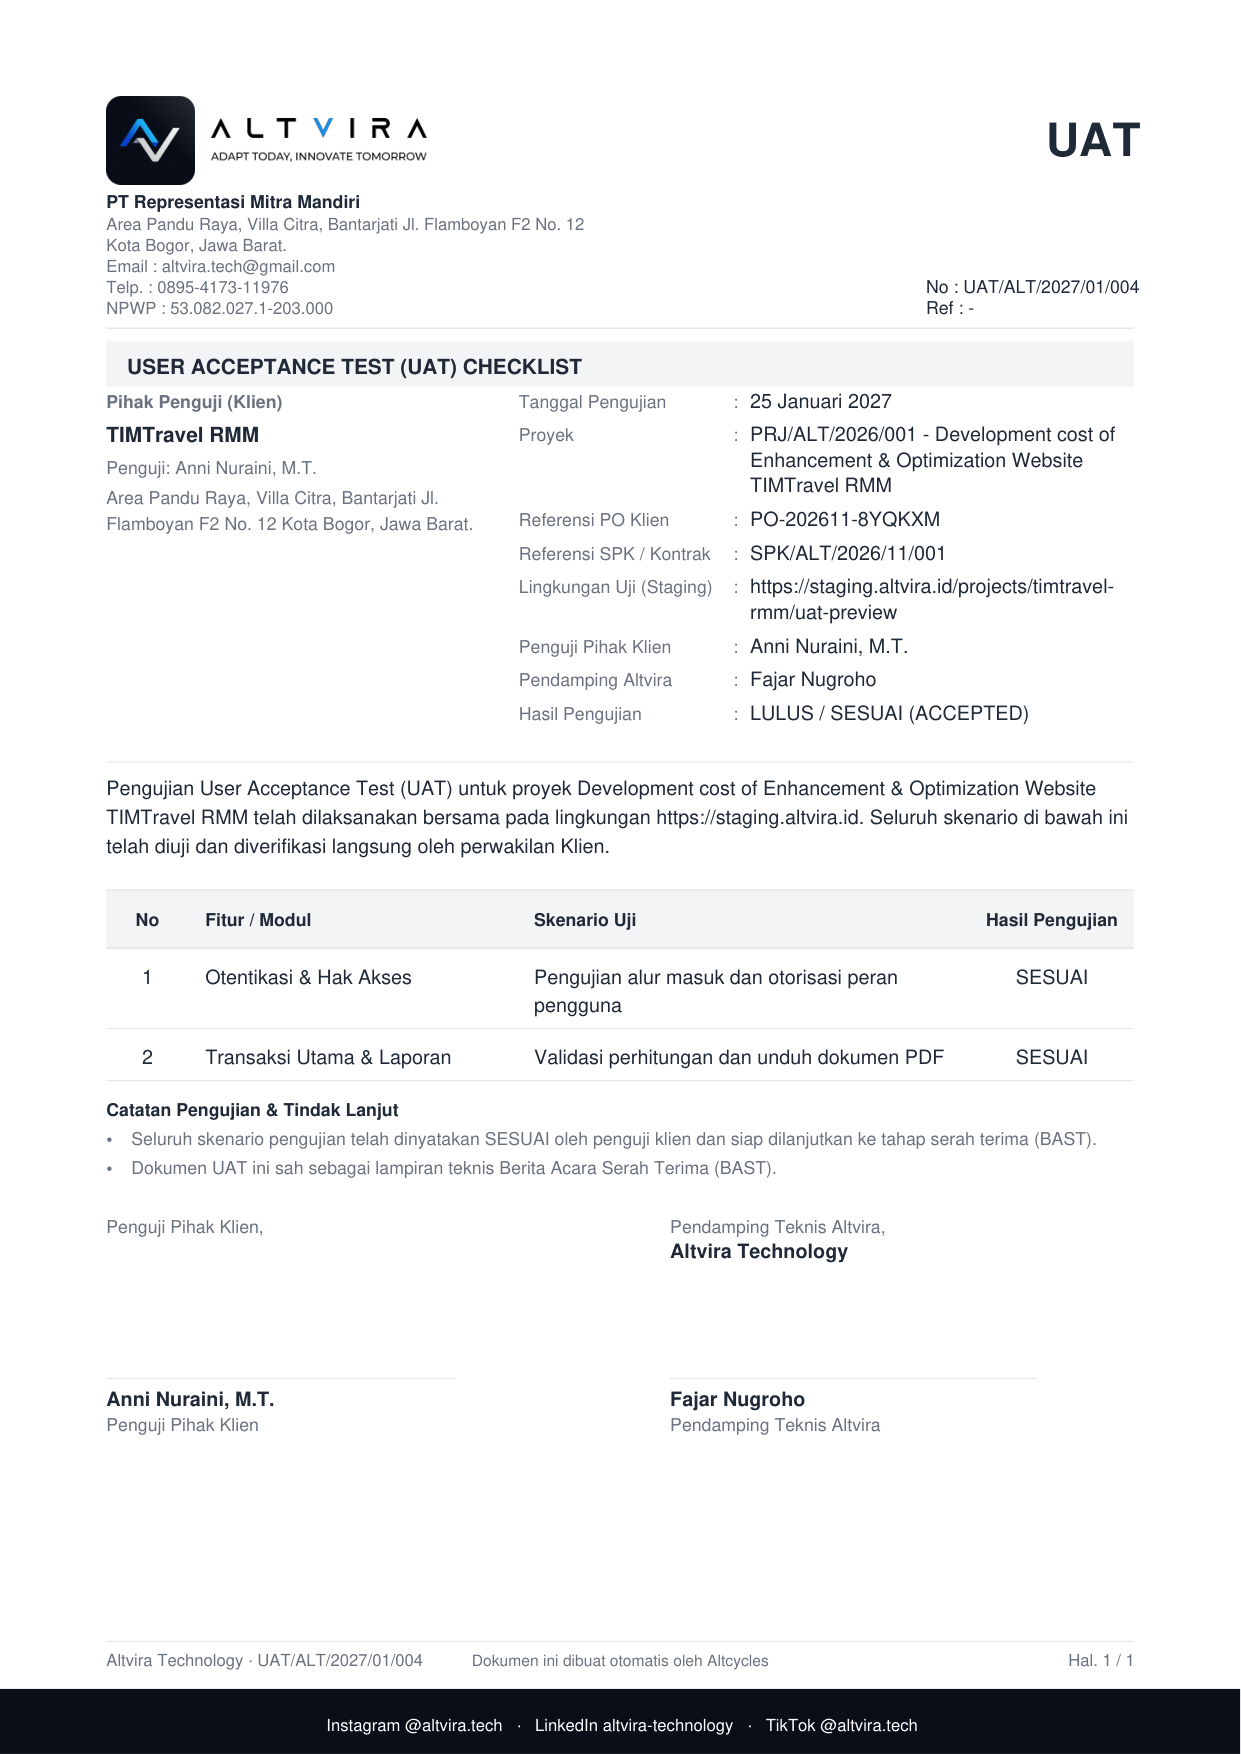 ALTVIRA
ADAPT TODAY, INNOVATE TOMORROW
UAT
PT Representasi Mitra Mandiri
Area Pandu Raya, Villa Citra, Bantarjati Jl. Flamboyan F2 No. 12
Kota Bogor, Jawa Barat.
Email : altvira.tech@gmail.com
Telp. : 0895-4173-11976
NPWP : 53.082.027.1-203.000
No : UAT/ALT/2027/01/004
Ref : -
USER ACCEPTANCE TEST (UAT) CHECKLIST
Pihak Penguji (Klien)
TIMTravel RMM
Penguji: Anni Nuraini, M.T.
Area Pandu Raya, Villa Citra, Bantarjati Jl.
Flamboyan F2 No. 12 Kota Bogor, Jawa Barat.
Tanggal Pengujian : 25 Januari 2027
Proyek : PRJ/ALT/2026/001 - Development cost of
Enhancement & Optimization Website
TIMTravel RMM
Referensi PO Klien : PO-202611-8YQKXM
Referensi SPK / Kontrak : SPK/ALT/2026/11/001
Lingkungan Uji (Staging) : https://staging.altvira.id/projects/timtravel-
rmm/uat-preview
Penguji Pihak Klien : Anni Nuraini, M.T.
Pendamping Altvira : Fajar Nugroho
Hasil Pengujian : LULUS / SESUAI (ACCEPTED)
Pengujian User Acceptance Test (UAT) untuk proyek Development cost of Enhancement & Optimization Website
TIMTravel RMM telah dilaksanakan bersama pada lingkungan https://staging.altvira.id. Seluruh skenario di bawah ini
telah diuji dan diverifikasi langsung oleh perwakilan Klien.
No Fitur / Modul Skenario Uji Hasil Pengujian
1 Otentikasi & Hak Akses Pengujian alur masuk dan otorisasi peran SESUAI
pengguna
2 Transaksi Utama & Laporan Validasi perhitungan dan unduh dokumen PDF SESUAI
Catatan Pengujian & Tindak Lanjut
• Seluruh skenario pengujian telah dinyatakan SESUAI oleh penguji klien dan siap dilanjutkan ke tahap serah terima (BAST).
• Dokumen UAT ini sah sebagai lampiran teknis Berita Acara Serah Terima (BAST).
Penguji Pihak Klien,
Pendamping Teknis Altvira,
Altvira Technology
Anni Nuraini, M.T.
Penguji Pihak Klien
Fajar Nugroho
Pendamping Teknis Altvira
Altvira Technology · UAT/ALT/2027/01/004 Dokumen ini dibuat otomatis oleh Altcycles Hal. 1 / 1
Instagram @altvira.tech · LinkedIn altvira-technology · TikTok @altvira.tech